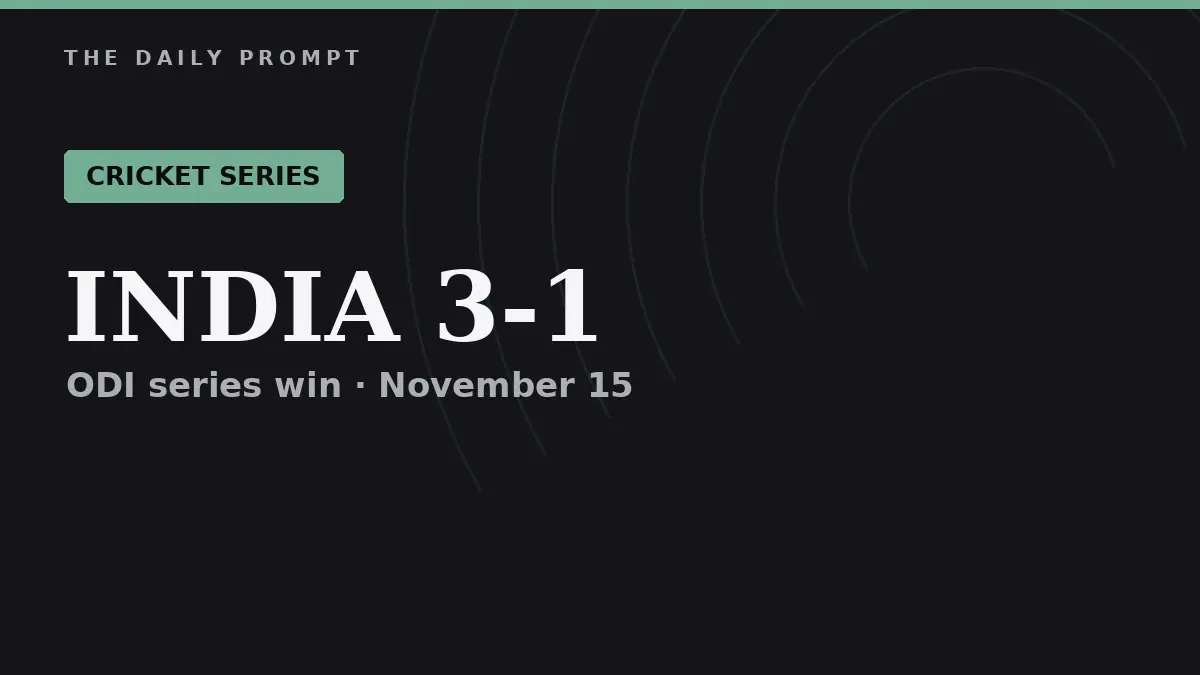 THE DAILY PROMPT
CRICKET SERIES
INDIA 3-1
ODI series win · November 15